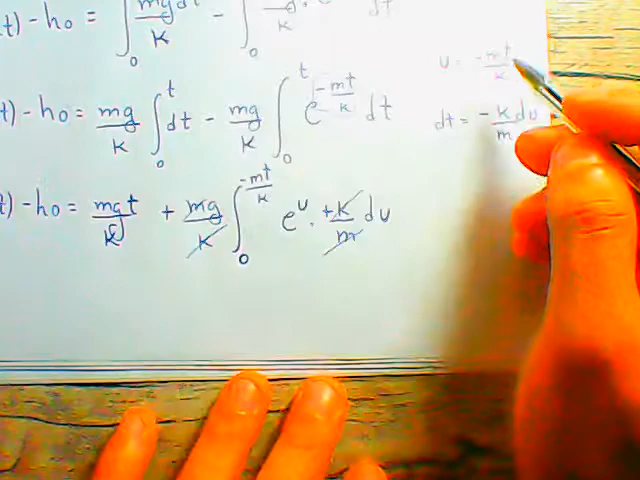 t) - h₀ = ∫₀ mgdt/k - ∫₀ dt
t) - h₀ = mg/k ∫₀ᵗ dt - mg/k ∫₀ᵗ e^(-mt/k) dt
u = -mt/k
dt = -k du/m
t) - h₀ = mgt/k + mg/k ∫₀^(-mt/k) eᵘ · +k/m du